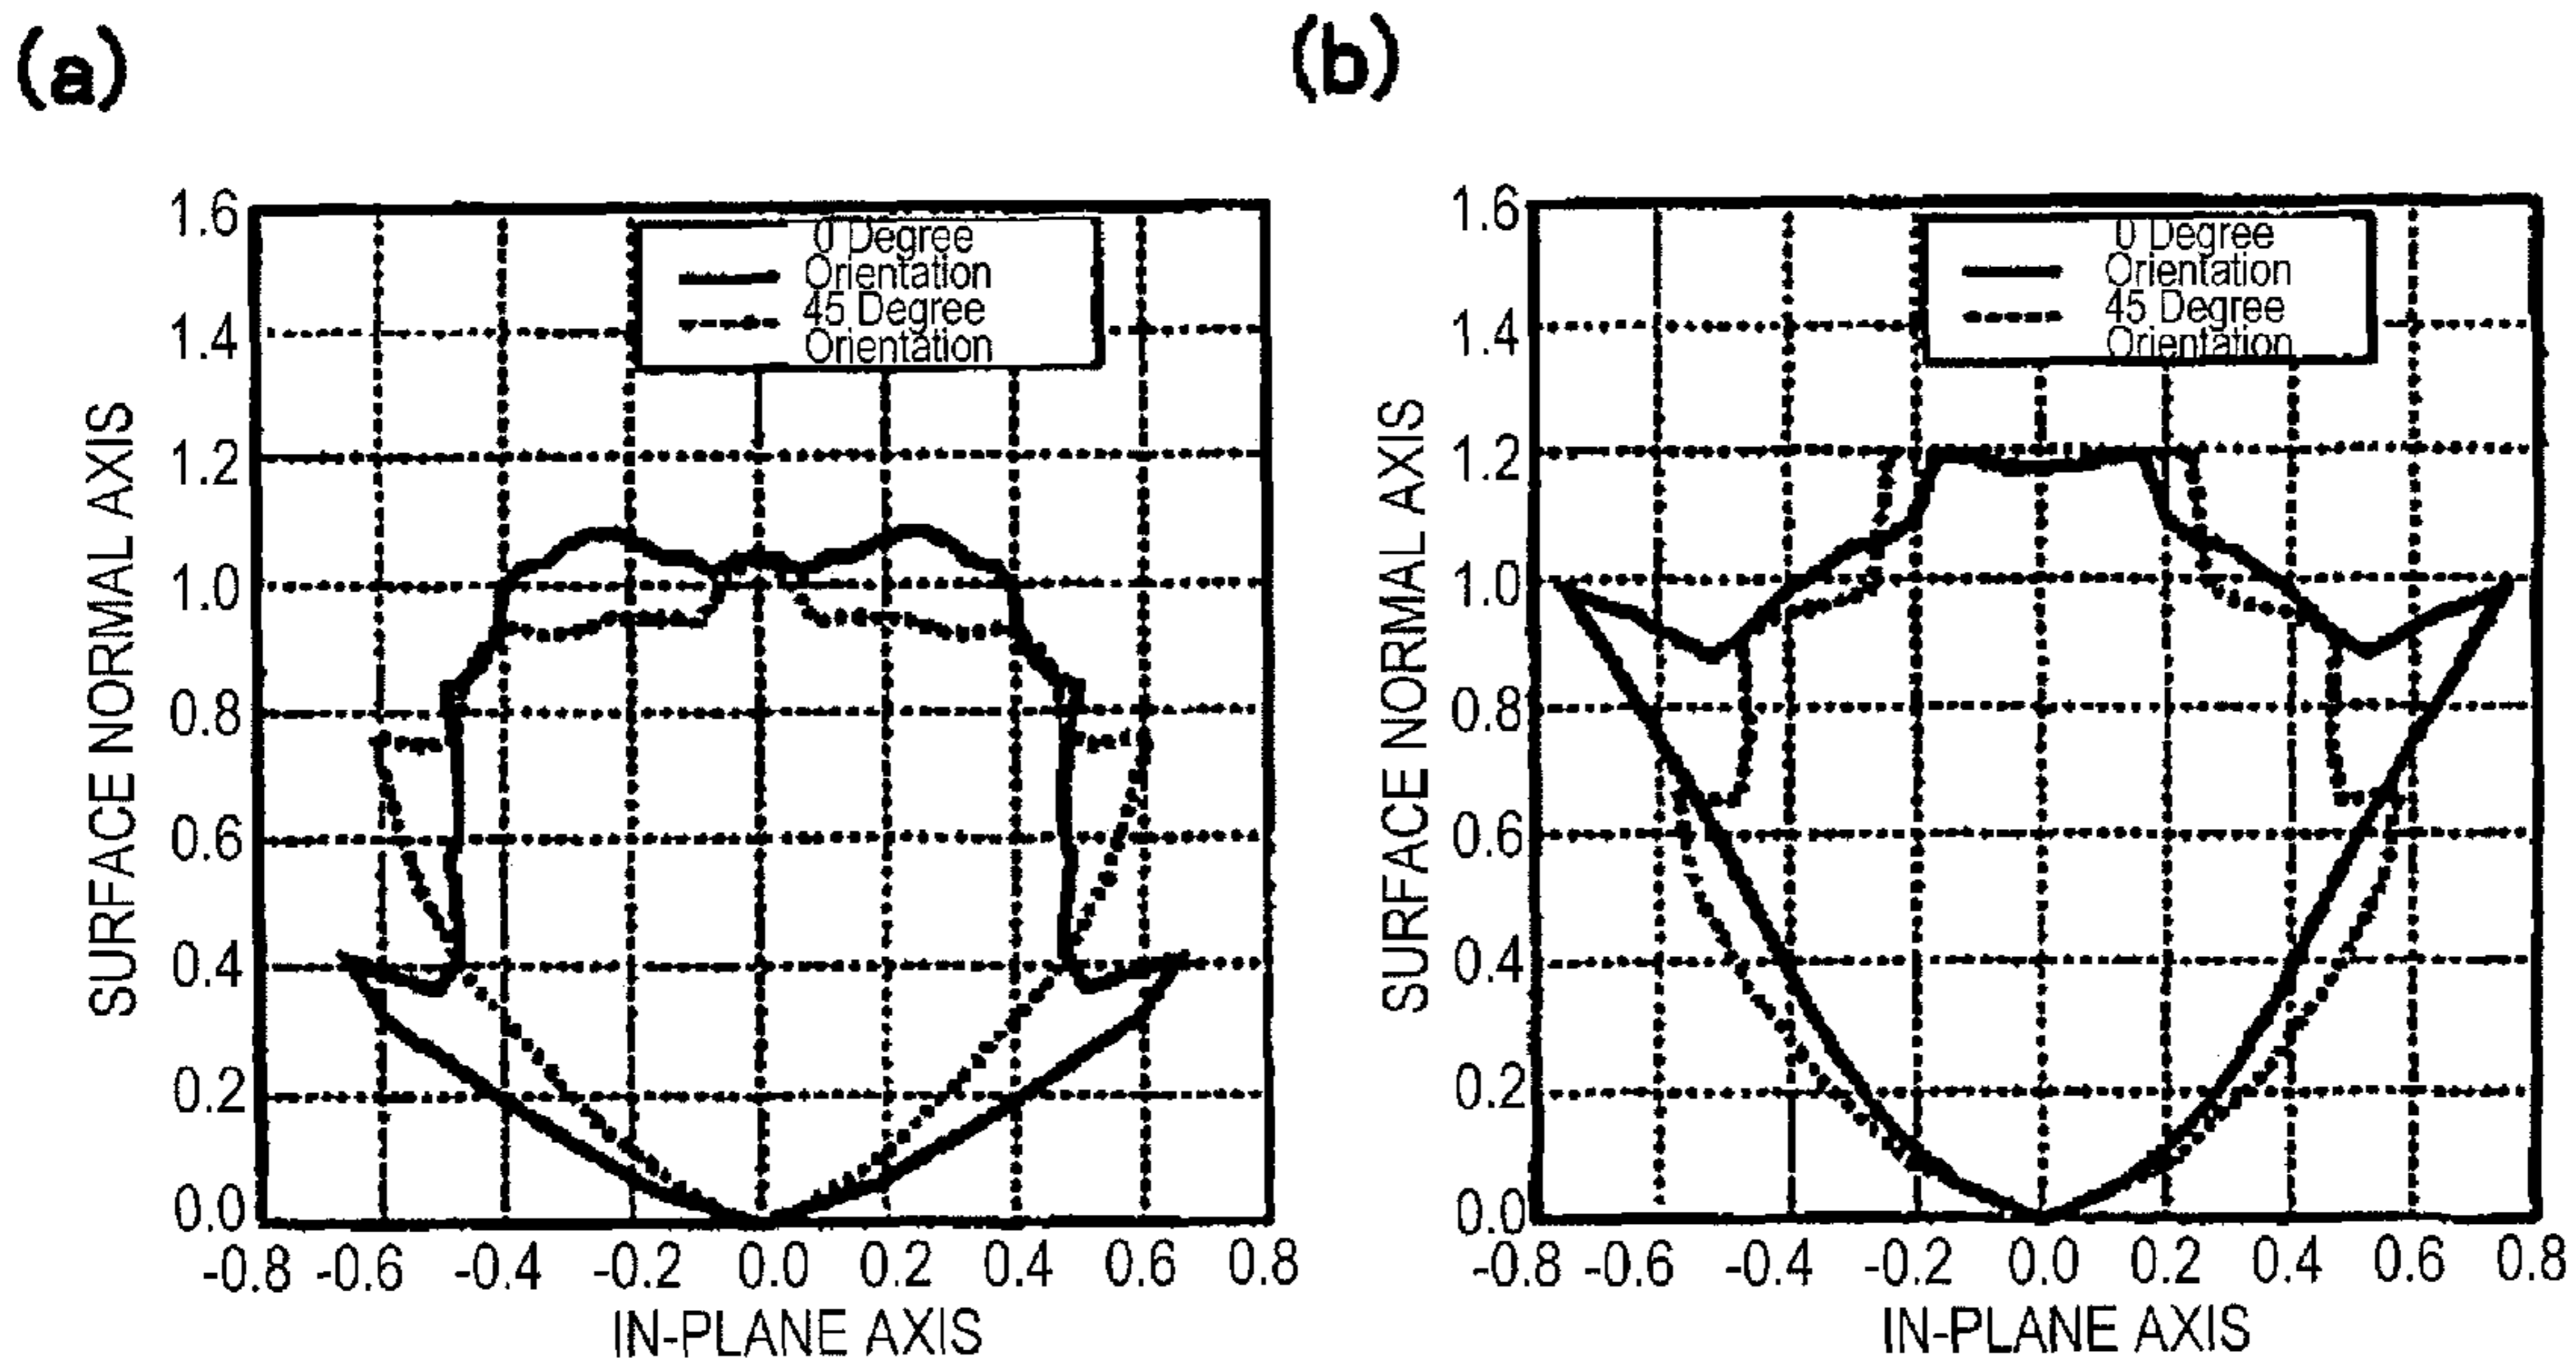 (a)
1.6
1.4
1.2
1.0
0.8
0.6
0.4
0.2
0.0
SURFACE NORMAL AXIS
0 Degree
Orientation
45 Degree
Orientation
-0.8 -0.6 -0.4 -0.2 0.0 0.2 0.4 0.6 0.8
IN-PLANE AXIS
(b)
1.6
1.4
1.2
1.0
0.8
0.6
0.4
0.2
0.0
SURFACE NORMAL AXIS
0 Degree
Orientation
45 Degree
Orientation
-0.8 -0.6 -0.4 -0.2 0.0 0.2 0.4 0.6 0.8
IN-PLANE AXIS